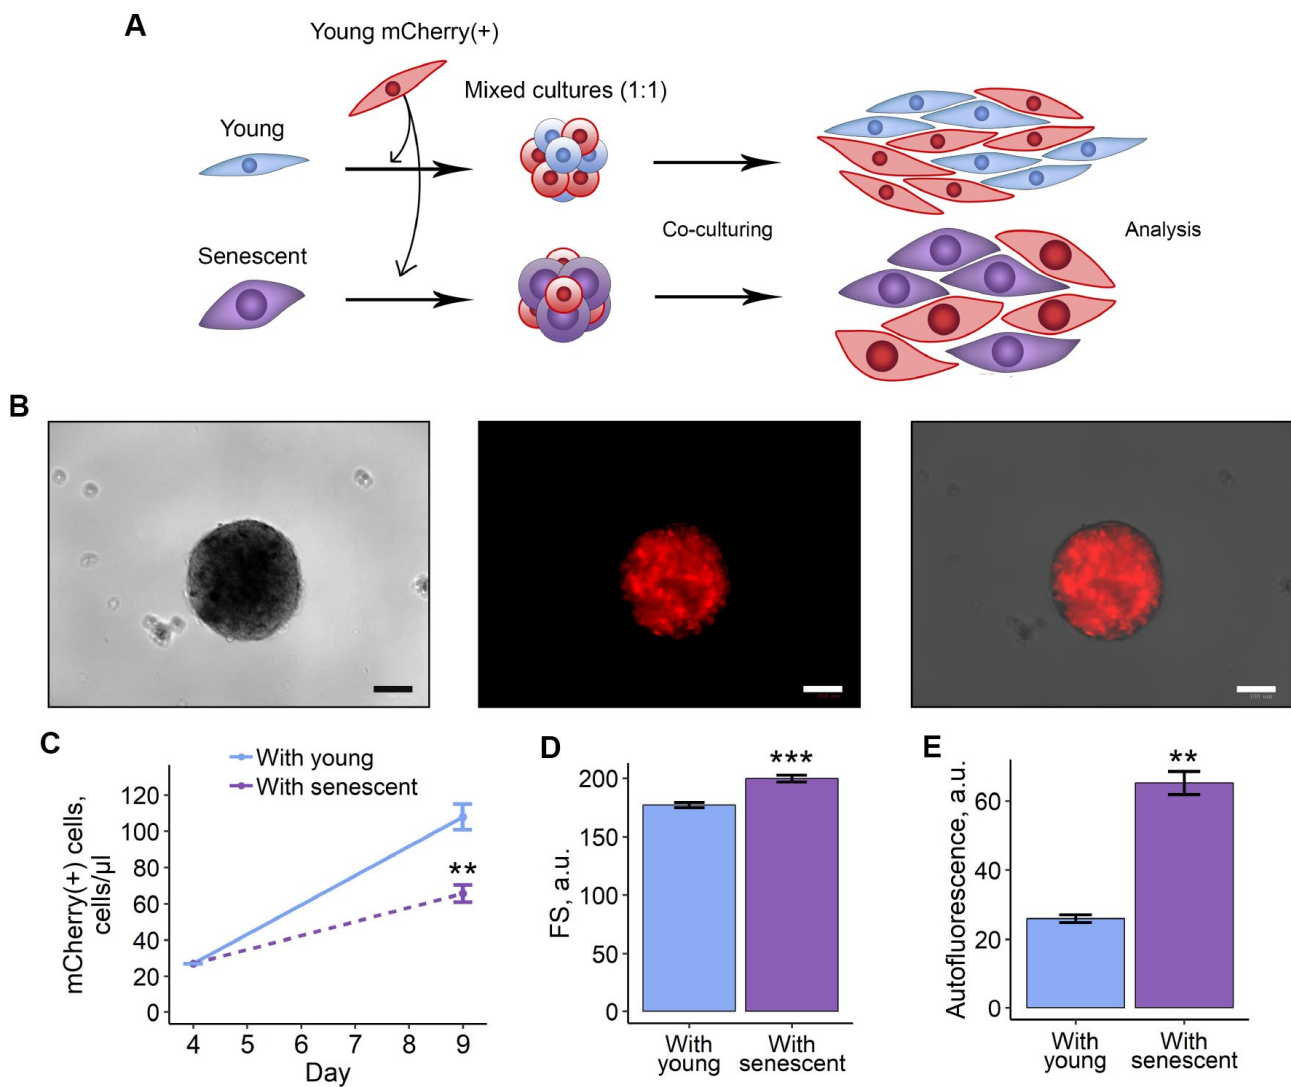 A
Young mCherry(+)
Mixed cultures (1:1)
Young
Senescent
Co-culturing
Analysis
B
100 µm
C
With young
With senescent
mCherry(+) cells,
cells/µl
120
100
80
60
40
20
0
**
4 5 6 7 8 9
Day
D
FS, a.u.
200
150
100
50
0
***
With
young
With
senescent
E
Autofluorescence, a.u.
60
40
20
0
**
With
young
With
senescent